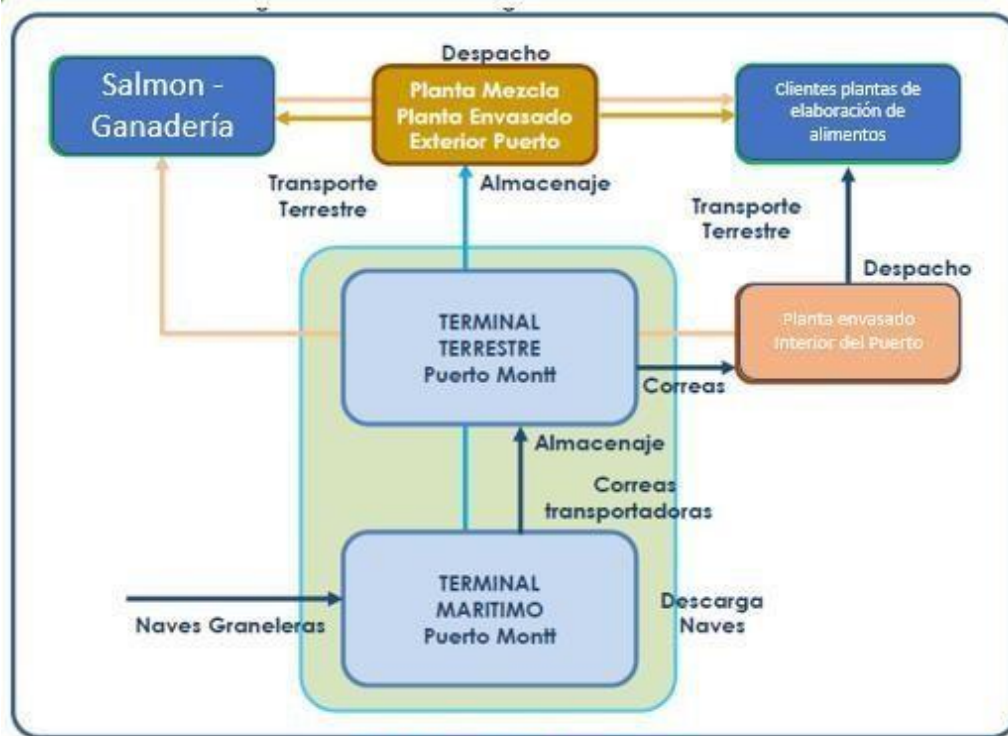 Despacho
Salmon -
Ganadería
Planta Mezcla
Planta Envasado
Exterior Puerto
Clientes plantas de
elaboración de
alimentos
Transporte
Terrestre
Almacenaje
Transporte
Terrestre
Despacho
TERMINAL
TERRESTRE
Puerto Montt
Planta envasado
Interior del Puerto
Correas
Almacenaje
Correas
transportadoras
TERMINAL
MARITIMO
Puerto Montt
Naves Graneleras
Descarga
Naves